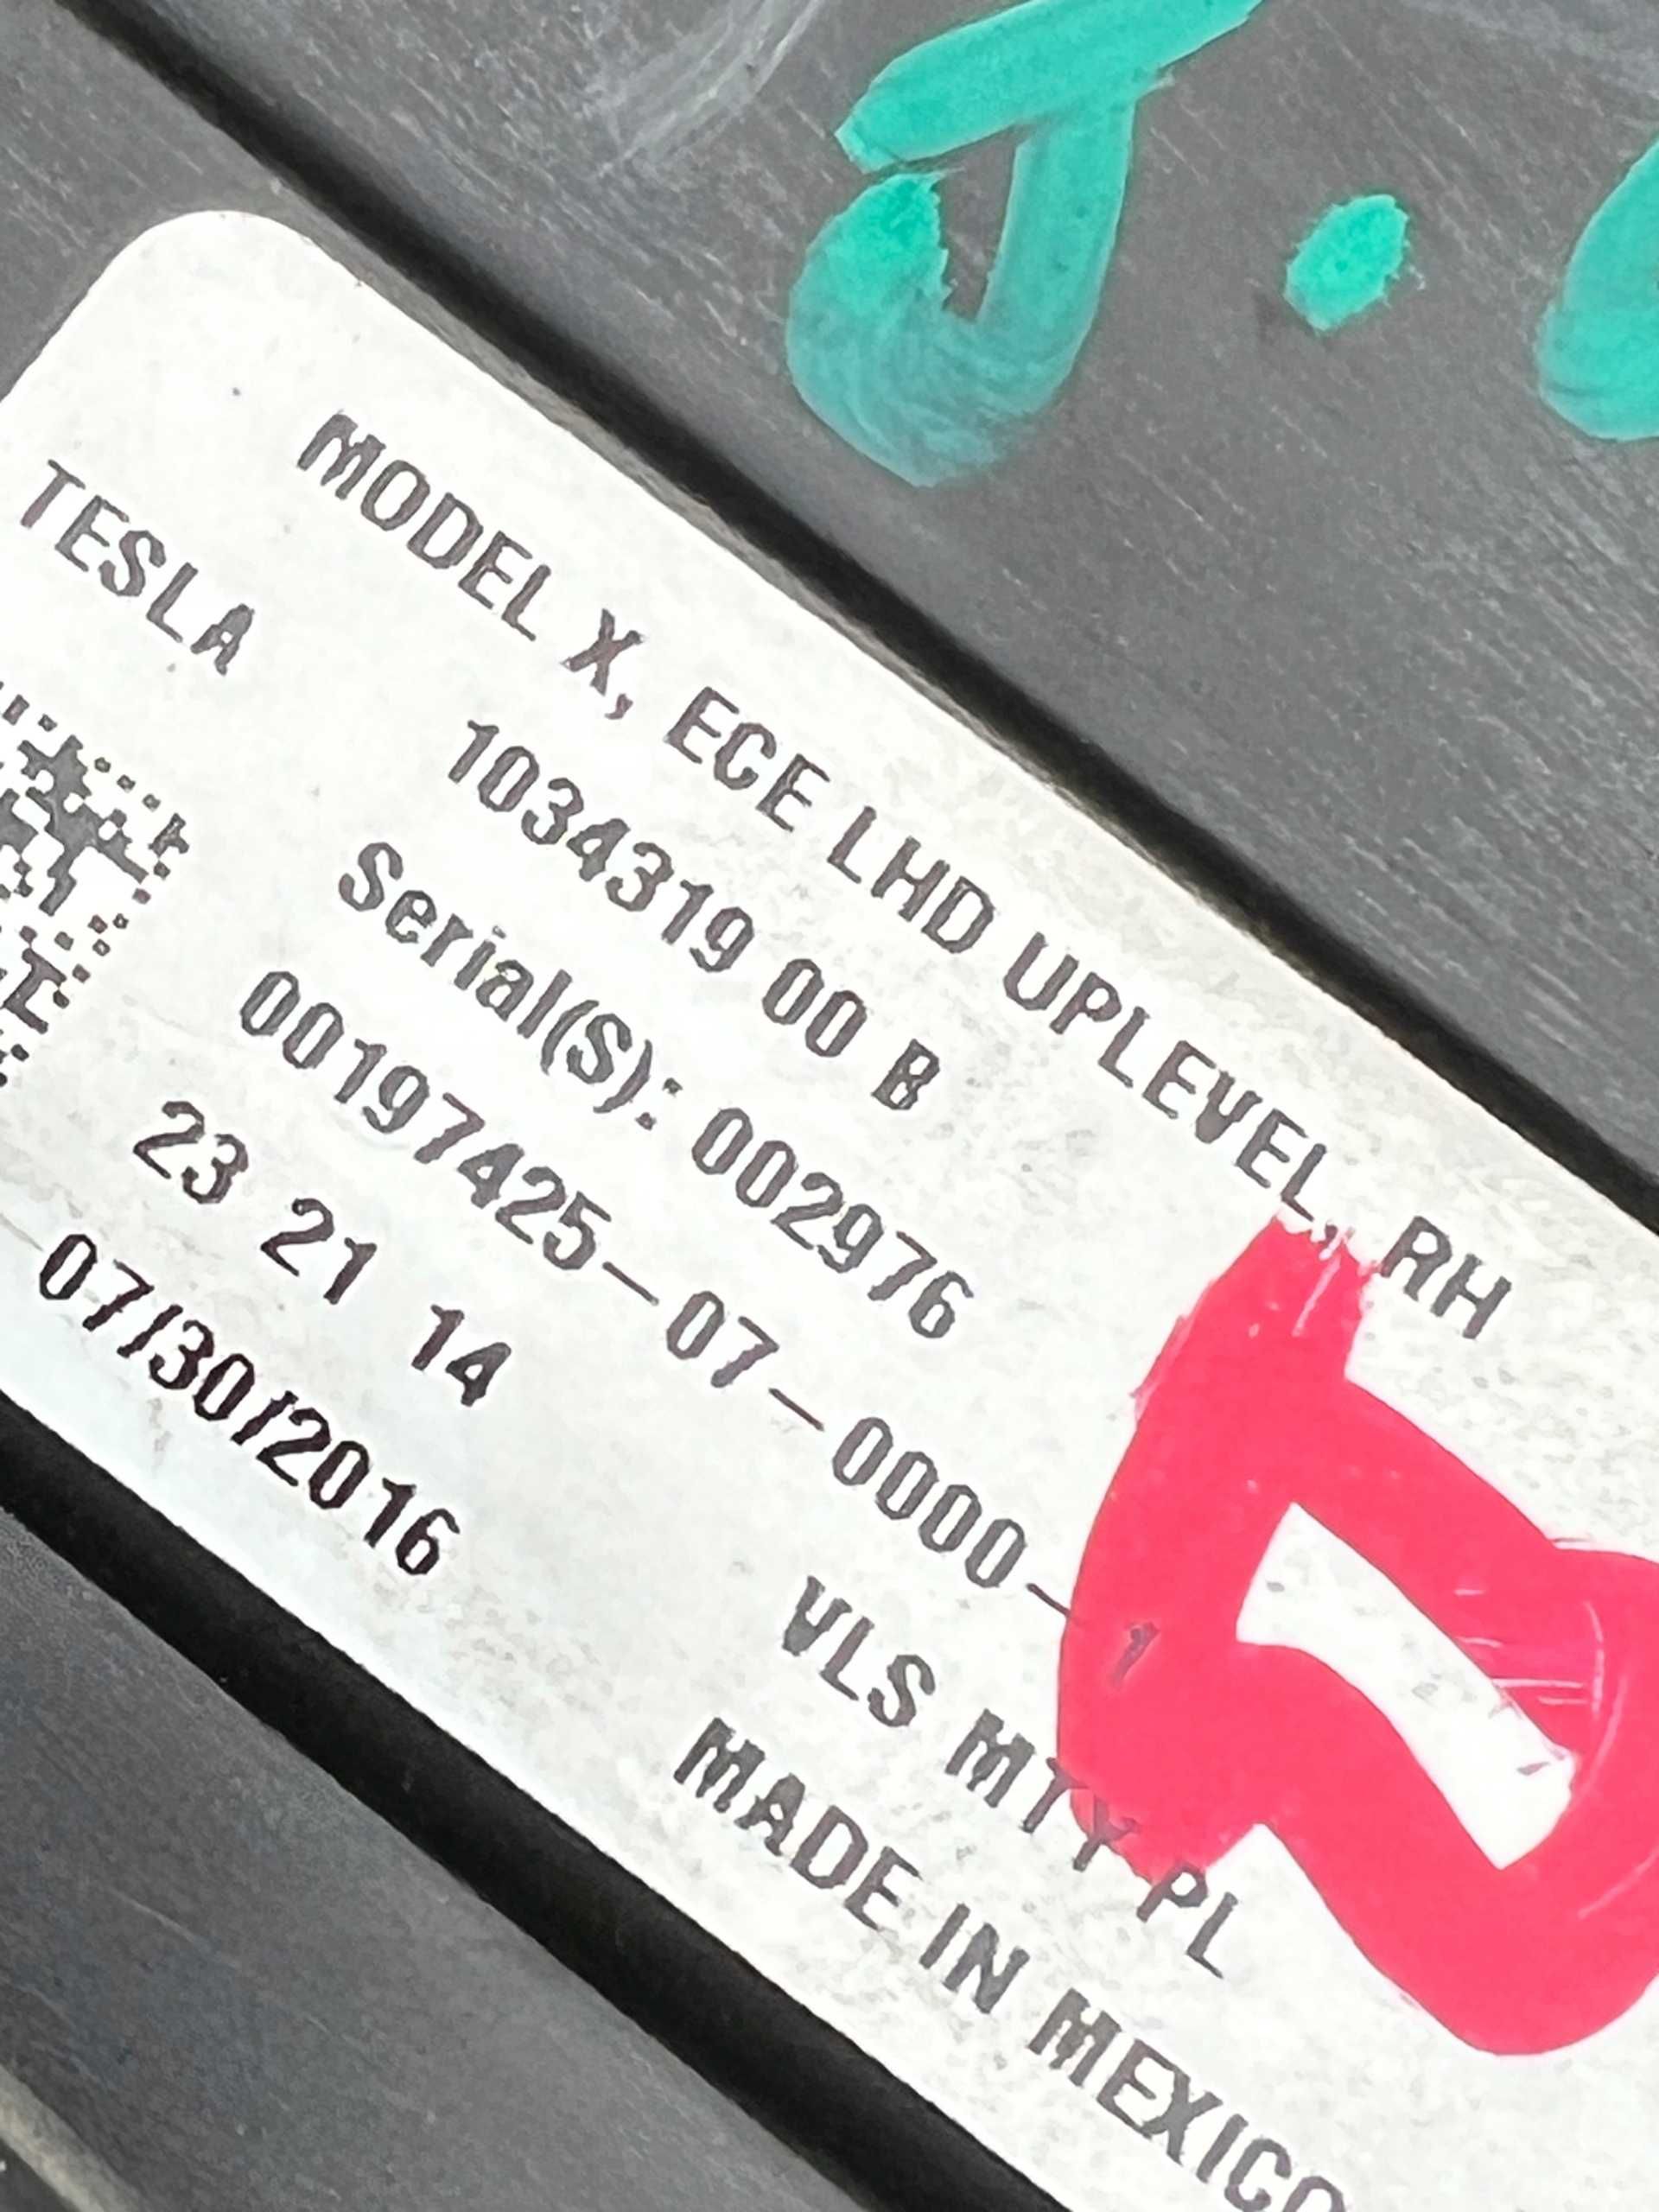 MODEL X, ECE LHD UPLEVEL, RH
TESLA
1034319 00 B
Serial(S): 002976
00197425-07-0000-1
23 21 14
VLS MTY PL
07/30/2016
MADE IN MEXICO